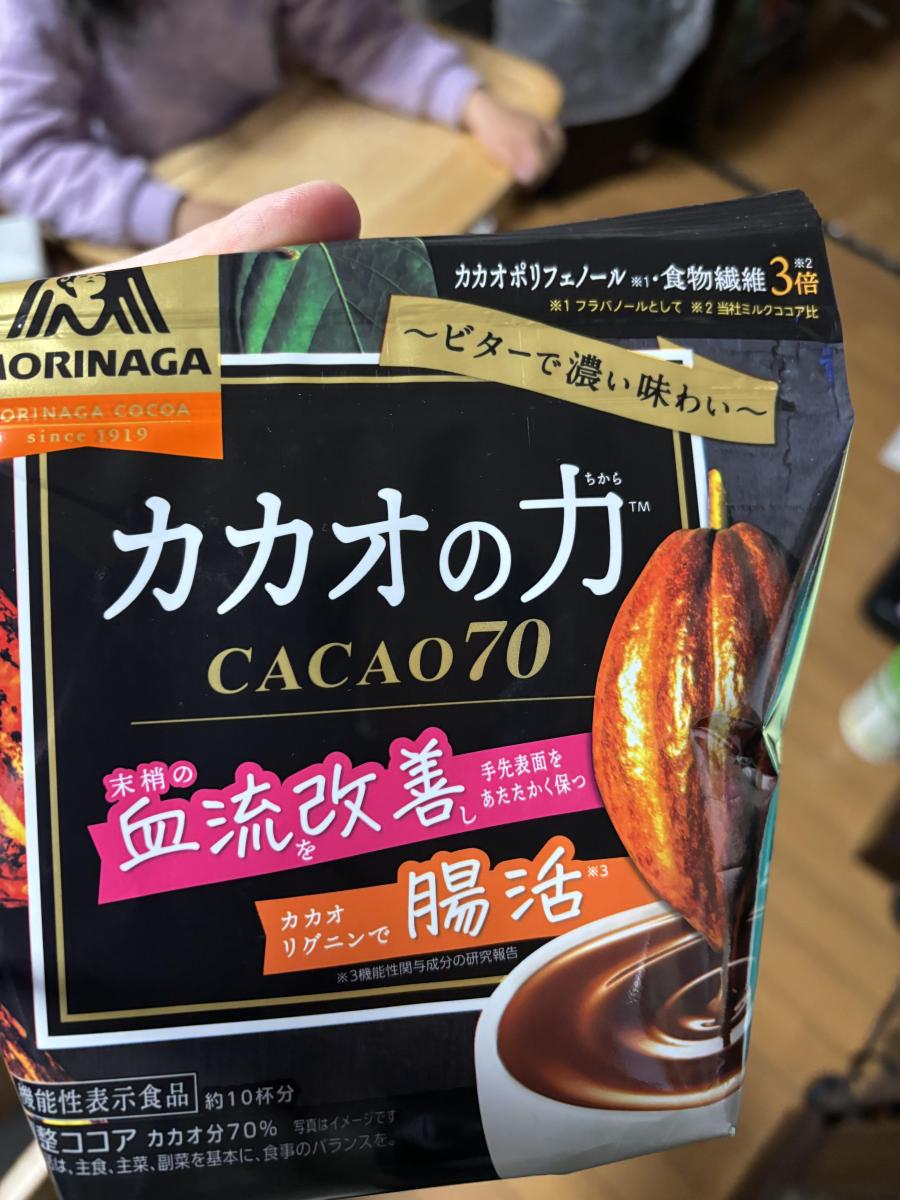 カカオポリフェノール※1・食物繊維3倍※2
※1 フラバノールとして ※2 当社ミルクココア比
MORINAGA
MORINAGA COCOA
since 1919
〜ビターで濃い味わい〜
ちから
カカオの力™
CACAO70
末梢の
血流を改善し
手先表面を
あたたかく保つ
カカオ
リグニンで
腸活※3
※3機能性関与成分の研究報告
機能性表示食品 約10杯分
整ココア カカオ分70% 写真はイメージです
は、主食、主菜、副菜を基本に、食事のバランスを。